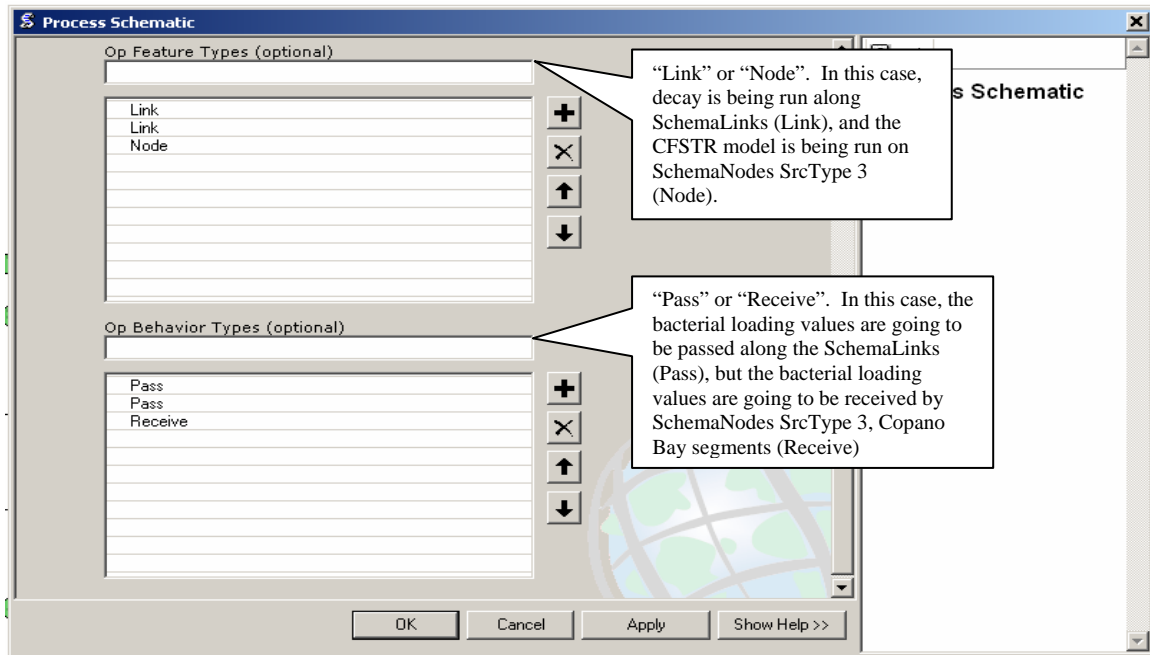 Process Schematic
Op Feature Types (optional)
Link
Link
Node
“Link” or “Node”. In this case,
decay is being run along
SchemaLinks (Link), and the
CFSTR model is being run on
SchemaNodes SrcType 3
(Node).
s Schematic
Op Behavior Types (optional)
Pass
Pass
Receive
“Pass” or “Receive”. In this case, the
bacterial loading values are going to
be passed along the SchemaLinks
(Pass), but the bacterial loading
values are going to be received by
SchemaNodes SrcType 3, Copano
Bay segments (Receive)
OK
Cancel
Apply
Show Help >>